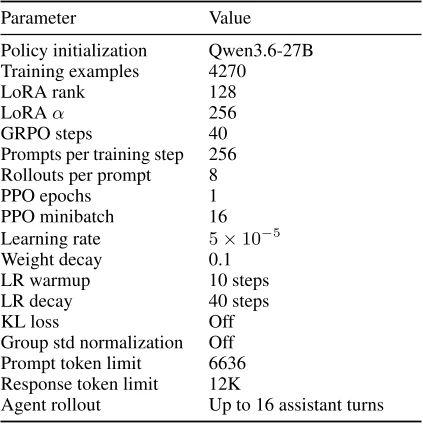 Parameter Value
Policy initialization Qwen3.6-27B
Training examples 4270
LoRA rank 128
LoRA α 256
GRPO steps 40
Prompts per training step 256
Rollouts per prompt 8
PPO epochs 1
PPO minibatch 16
Learning rate 5 × 10⁻⁵
Weight decay 0.1
LR warmup 10 steps
LR decay 40 steps
KL loss Off
Group std normalization Off
Prompt token limit 6636
Response token limit 12K
Agent rollout Up to 16 assistant turns